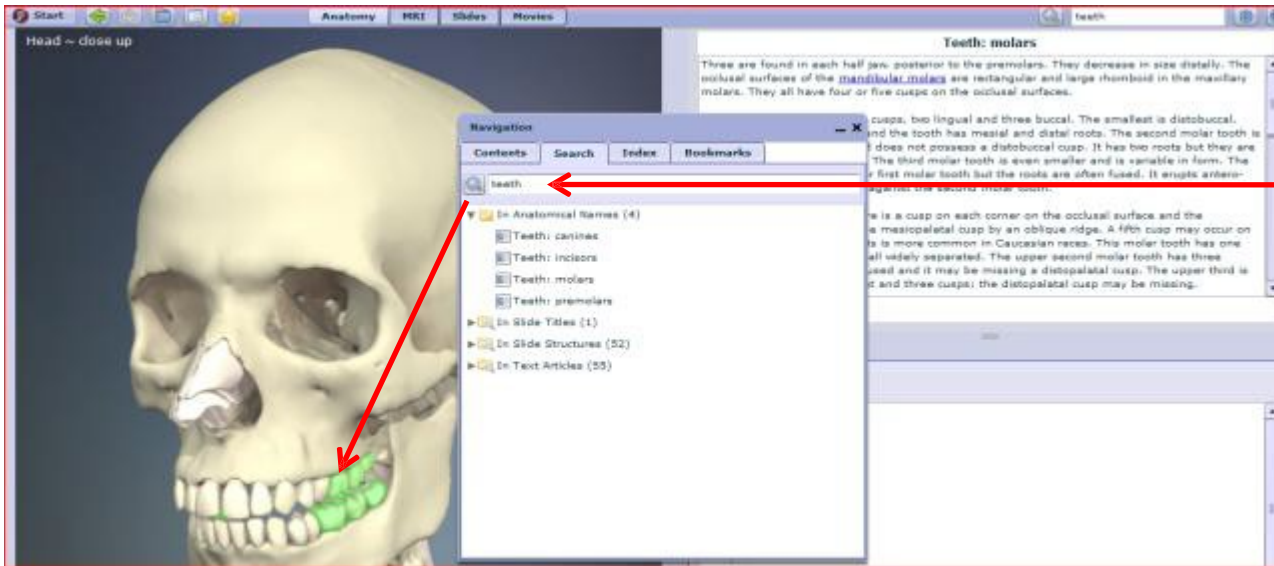 Start
Anatomy MRI Slides Movies
teeth
Head ~ close up
Teeth: molars
Three are found in each half jaw, posterior to the premolars. They decrease in size distally. The
occlusal surfaces of the mandibular molars are rectangular and large rhomboid in the maxillary
molars. They all have four or five cusps on the occlusal surfaces.
cusps, two lingual and three buccal. The smallest is distobuccal.
and the tooth has mesial and distal roots. The second molar tooth is
does not possess a distobuccal cusp. It has two roots but they are
The third molar tooth is even smaller and is variable in form. The
first molar tooth but the roots are often fused. It erupts antero-
against the second molar tooth.
is a cusp on each corner on the occlusal surface and the
mesiopalatal cusp by an oblique ridge. A fifth cusp may occur on
is more common in Caucasian races. This molar tooth has one
all widely separated. The upper second molar tooth has three
fused and it may be missing a distopalatal cusp. The upper third is
and three cusps; the distopalatal cusp may be missing.
Navigation
Contents Search Index Bookmarks
teeth
In Anatomical Names (4)
Teeth: canines
Teeth: incisors
Teeth: molars
Teeth: premolars
In Slide Titles (1)
In Slide Structures (52)
In Text Articles (55)